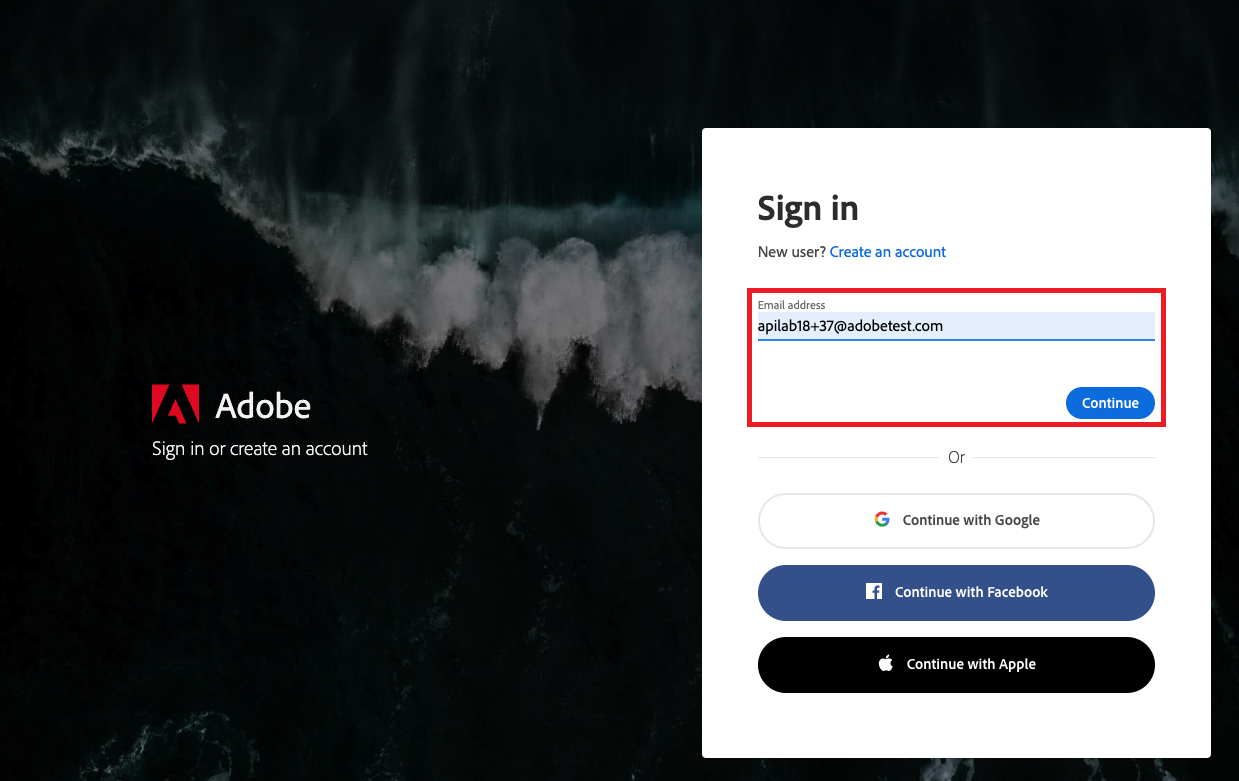 Adobe
Sign in or create an account
Sign in
New user? Create an account
Email address
apilab18+37@adobetest.com
Continue
Or
Continue with Google
Continue with Facebook
Continue with Apple